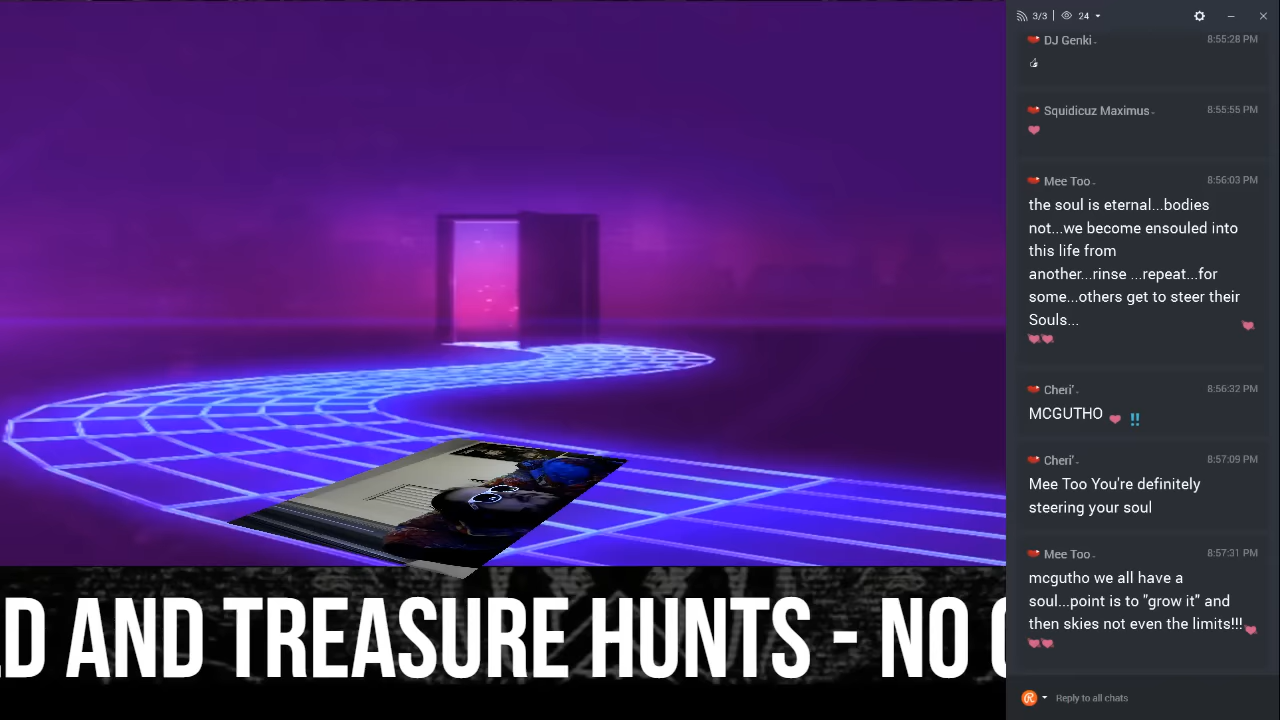 3/3 24
DJ Genki
8:55:28 PM
Squidicuz Maximus
8:55:55 PM
Mee Too
8:56:03 PM
the soul is eternal...bodies
not...we become ensouled into
this life from
another...rinse ...repeat...for
some...others get to steer their
Souls...
Cheri'
8:56:32 PM
MCGUTHO ‼
Cheri'
8:57:09 PM
Mee Too You're definitely
steering your soul
Mee Too
8:57:31 PM
mcgutho we all have a
soul...point is to "grow it" and
then skies not even the limits!!!
Reply to all chats
D AND TREASURE HUNTS - NO